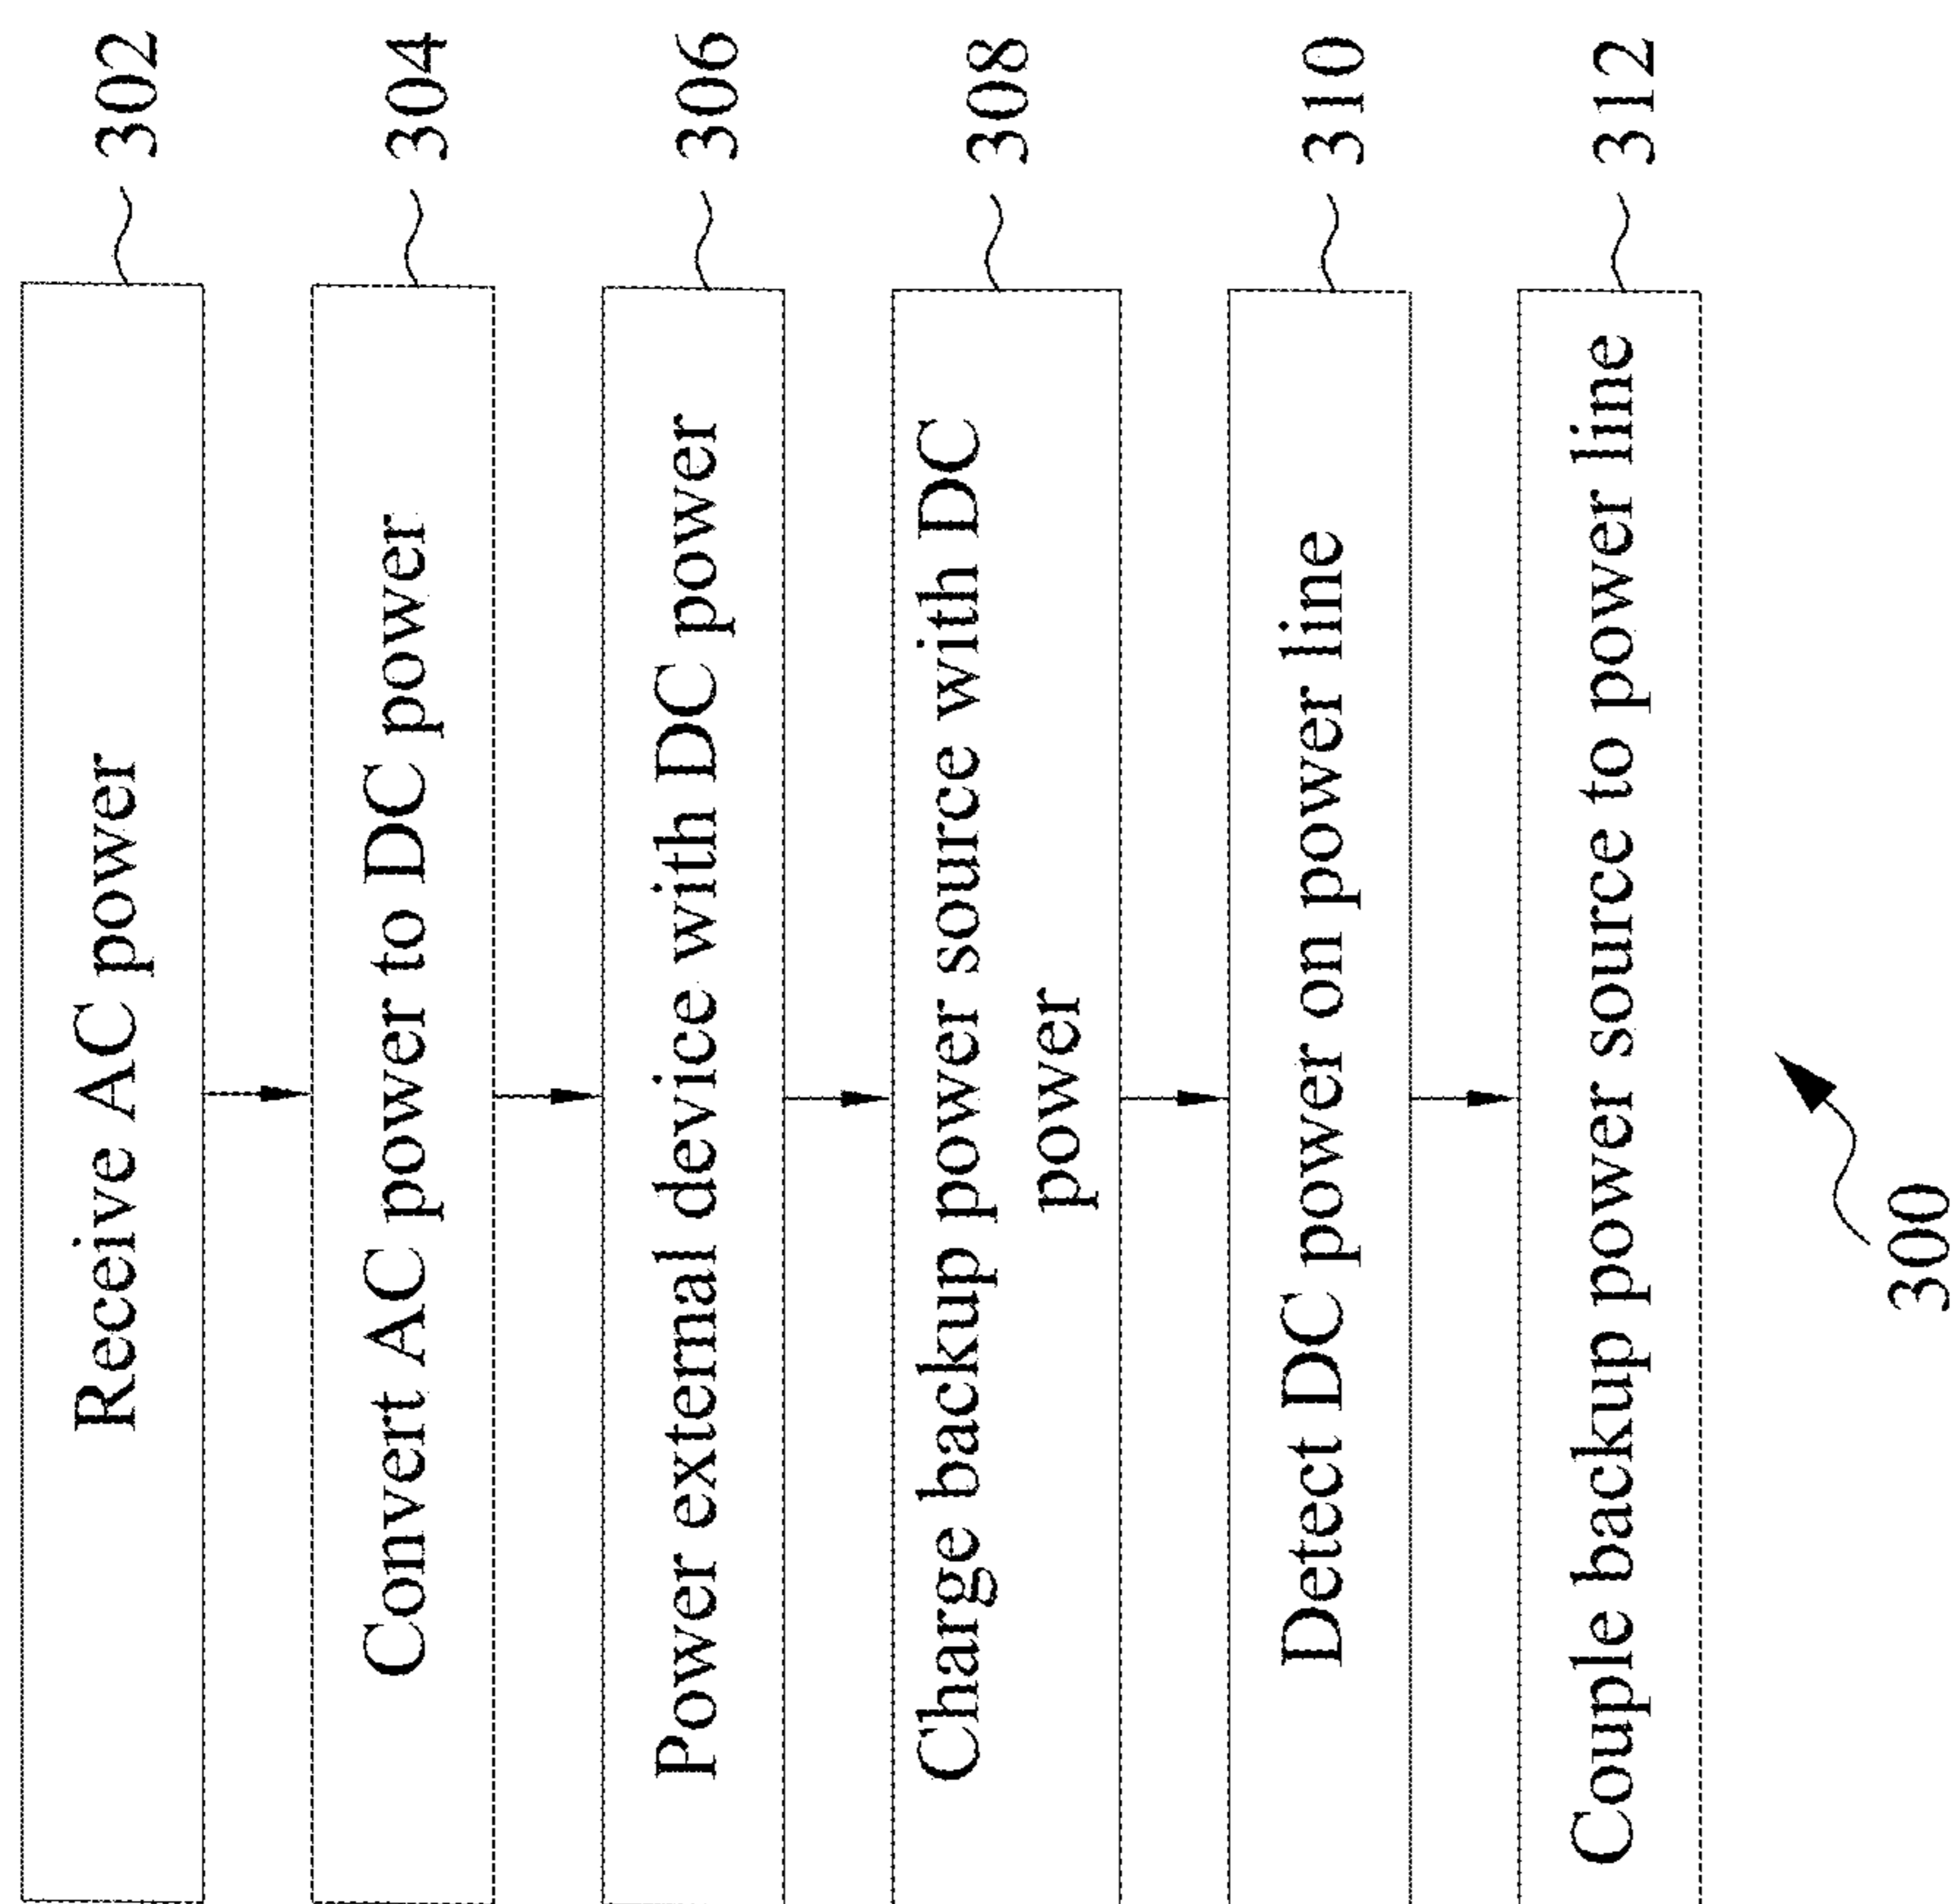 Receive AC power
302
Convert AC power to DC power
304
Power external device with DC power
306
Charge backup power source with DC
power
308
Detect DC power on power line
310
Couple backup power source to power line
312
300